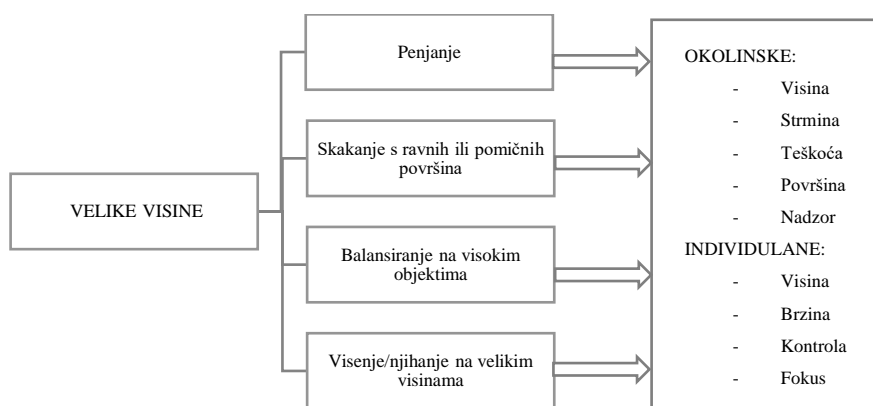 VELIKE VISINE
Penjanje
Skakanje s ravnih ili pomičnih
površina
Balansiranje na visokim
objektima
Visenje/njihanje na velikim
visinama
OKOLINSKE:
- Visina
- Strmina
- Teškoća
- Površina
- Nadzor
INDIVIDULANE:
- Visina
- Brzina
- Kontrola
- Fokus